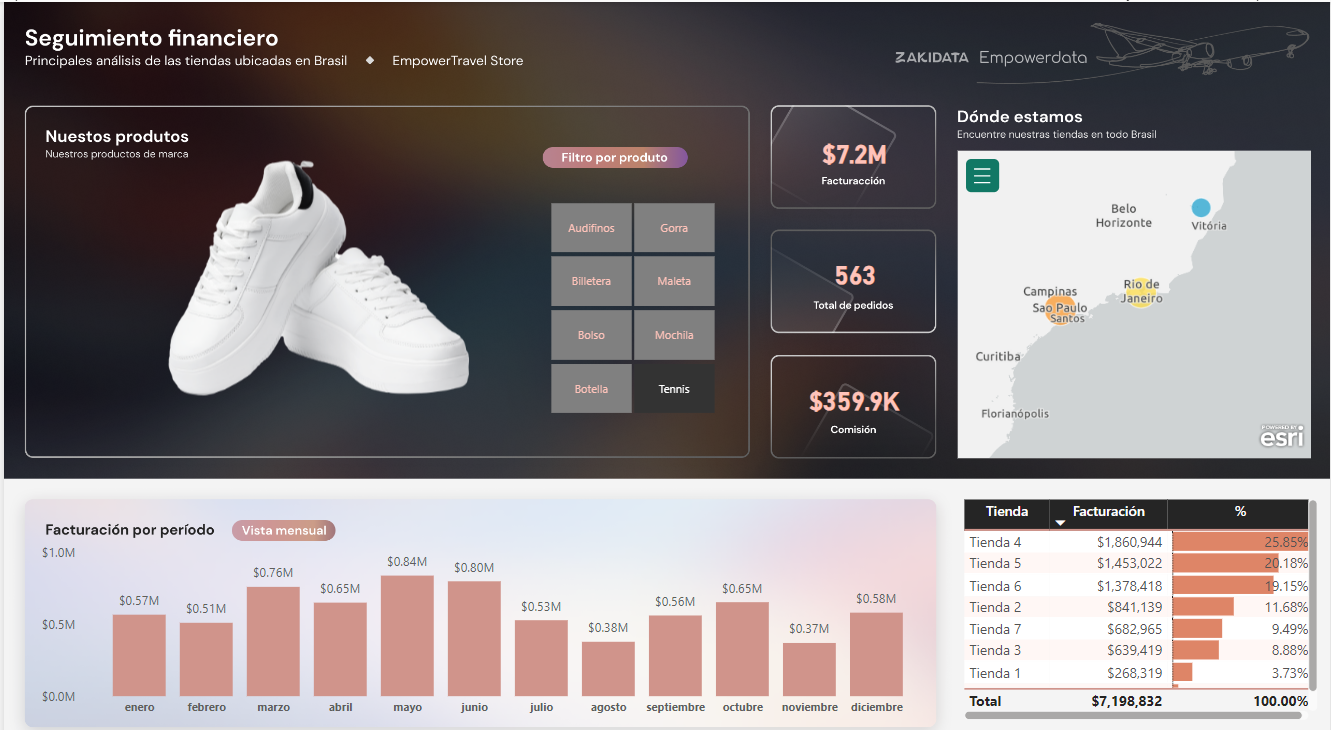 Seguimiento financiero
Principales análisis de las tiendas ubicadas en Brasil ◆ EmpowerTravel Store
ZAKIDATA Empowerdata
Nuestos produtos
Nuestros productos de marca
Filtro por produto
Audifinos Gorra
Billetera Maleta
Bolso Mochila
Botella Tennis
$7.2M
Facturacción
563
Total de pedidos
$359.9K
Comisión
Dónde estamos
Encuentre nuestras tiendas en todo Brasil
Belo
Horizonte
Vitória
Rio de
Janeiro
Campinas
Sao Paulo
Santos
Curitiba
Florianópolis
POWERED BY
esri
Facturación por período Vista mensual
$1.0M
$0.5M
$0.0M
$0.57M $0.51M $0.76M $0.65M $0.84M $0.80M $0.53M $0.38M $0.56M $0.65M $0.37M $0.58M
enero febrero marzo abril mayo junio julio agosto septiembre octubre noviembre diciembre
Tienda Facturación %
Tienda 4 $1,860,944 25.85%
Tienda 5 $1,453,022 20.18%
Tienda 6 $1,378,418 19.15%
Tienda 2 $841,139 11.68%
Tienda 7 $682,965 9.49%
Tienda 3 $639,419 8.88%
Tienda 1 $268,319 3.73%
Total $7,198,832 100.00%